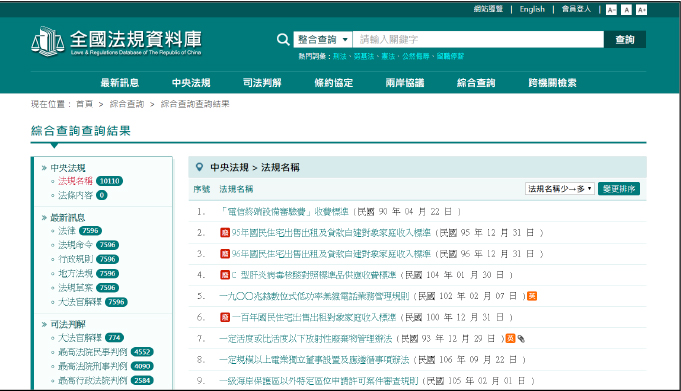 網站導覽 | English | 會員登入 | A- A A+
全國法規資料庫
Laws & Regulations Database of The Republic of China
整合查詢 請輸入關鍵字 查詢
熱門詞彙：刑法、勞基法、憲法、公務員
最新訊息 中央法規 司法判解 條約協定 兩岸協議 綜合查詢 跨機關檢索
現在位置： 首頁 > 綜合查詢 > 綜合查詢查詢結果
綜合查詢查詢結果
中央法規
法規名稱 10110
法條內容 0
最新訊息
法律 7596
法規命令 7596
行政規則 7596
地方法規 7596
法規草案 7596
大法官解釋 7596
司法判解
大法官解釋 774
最高法院民事判例 4552
最高法院刑事判例 4090
最高行政法院判例 2584
中央法規 > 法規名稱
序號 法規名稱 法規名稱少→多 變更排序
1. 「電信終端設備審驗費」收費標準 (民國 90 年 04 月 22 日 )
2. 廢 95年國民住宅出售出租及貸款自建對象家庭收入標準 (民國 95 年 12 月 31 日 )
3. 廢 96年國民住宅出售出租及貸款自建對象家庭收入標準 (民國 96 年 12 月 31 日 )
4. 廢 C 型肝炎病毒核酸對照標準品供應收費標準 (民國 104 年 01 月 30 日 )
5. 一九〇〇兆赫數位式低功率無線電話業務管理規則 (民國 102 年 02 月 07 日 ) 英
6. 廢 一百年國民住宅出售出租對象家庭收入標準 (民國 100 年 12 月 31 日 )
7. 一定活度或比活度以下放射性廢棄物管理辦法 (民國 93 年 12 月 29 日 ) 英
8. 一定規模以上電業獨立董事設置及應遵循事項辦法 (民國 106 年 09 月 22 日 )
9. 一級海岸保護區以外特定區位申請許可案件審查規則 (民國 105 年 02 月 01 日 )